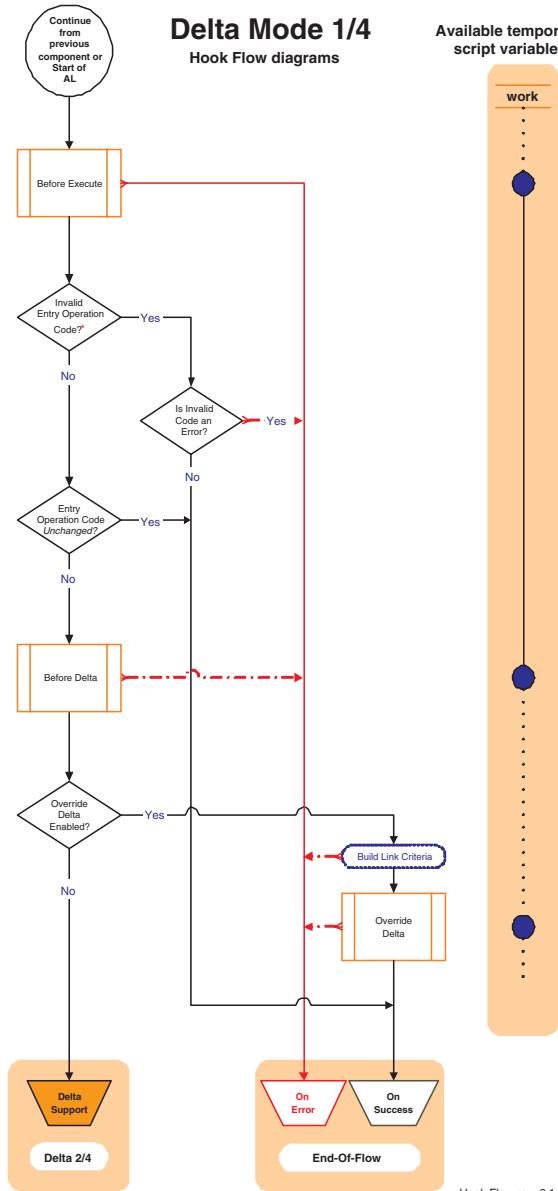 Continue
from
previous
component or
Start of
AL
Delta Mode 1/4
Hook Flow diagrams
Available
script variable
work
Before Execute
Invalid
Entry Operation
Code?*
Yes
No
Is Invalid
Code an
Error?
Yes
No
Entry
Operation Code
Unchanged?
Yes
No
Before Delta
Override
Delta
Enabled?
Yes
No
Build Link Criteria
Override
Delta
Delta
Support
On
Error
On
Success
Delta 2/4
End-Of-Flow